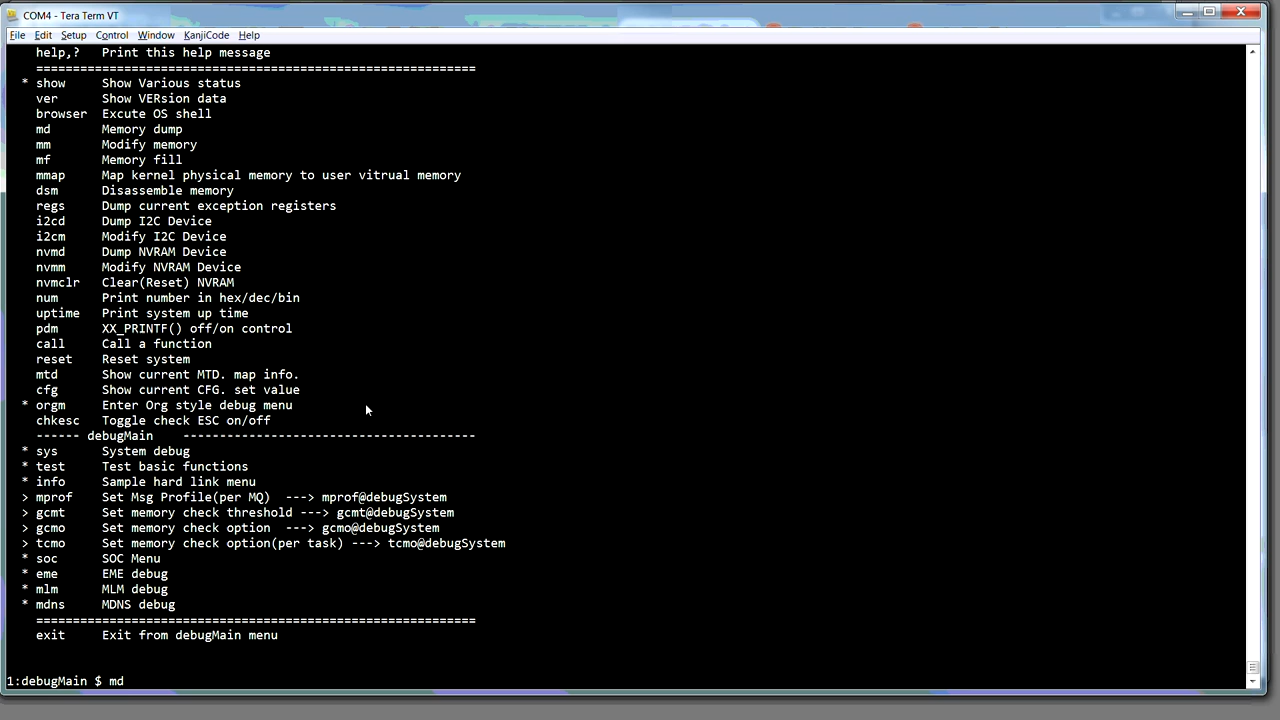 COM4 - Tera Term VT
File Edit Setup Control Window KanjiCode Help
help,? Print this help message
============================================================
* show Show Various status
ver Show VERsion data
browser Excute OS shell
md Memory dump
mm Modify memory
mf Memory fill
mmap Map kernel physical memory to user vitrual memory
dsm Disassemble memory
regs Dump current exception registers
i2cd Dump I2C Device
i2cm Modify I2C Device
nvmd Dump NVRAM Device
nvmm Modify NVRAM Device
nvmclr Clear(Reset) NVRAM
num Print number in hex/dec/bin
uptime Print system up time
pdm XX_PRINTF() off/on control
call Call a function
reset Reset system
mtd Show current MTD. map info.
cfg Show current CFG. set value
* orgm Enter Org style debug menu
chkesc Toggle check ESC on/off
------ debugMain ----------------------------------------
* sys System debug
* test Test basic functions
* info Sample hard link menu
> mprof Set Msg Profile(per MQ) ---> mprof@debugSystem
> gcmt Set memory check threshold ---> gcmt@debugSystem
> gcmo Set memory check option ---> gcmo@debugSystem
> tcmo Set memory check option(per task) ---> tcmo@debugSystem
* soc SOC Menu
* eme EME debug
* mlm MLM debug
* mdns MDNS debug
============================================================
exit Exit from debugMain menu
1:debugMain $ md